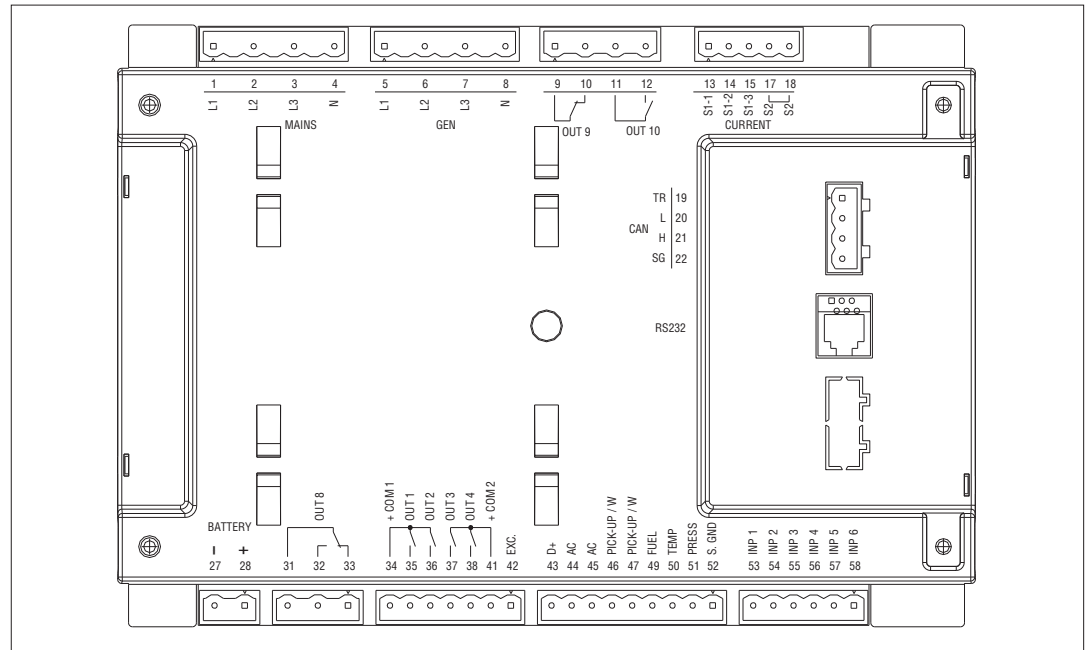 1 2 3 4 5 6 7 8 9 10 11 12 13 14 15 17 18
L1 L2 L3 N L1 L2 L3 N S1-1 S1-2 S1-3 S2 S2
MAINS GEN OUT 9 OUT 10 CURRENT
TR 19
L 20
CAN
H 21
SG 22
RS232
BATTERY OUT 8 + COM 1 OUT 1 OUT 2 OUT 3 OUT 4 + COM 2 EXC. D+ AC AC PICK-UP / W PICK-UP / W FUEL TEMP PRESS S. GND INP 1 INP 2 INP 3 INP 4 INP 5 INP 6
– +
27 28 31 32 33 34 35 36 37 38 41 42 43 44 45 46 47 49 50 51 52 53 54 55 56 57 58